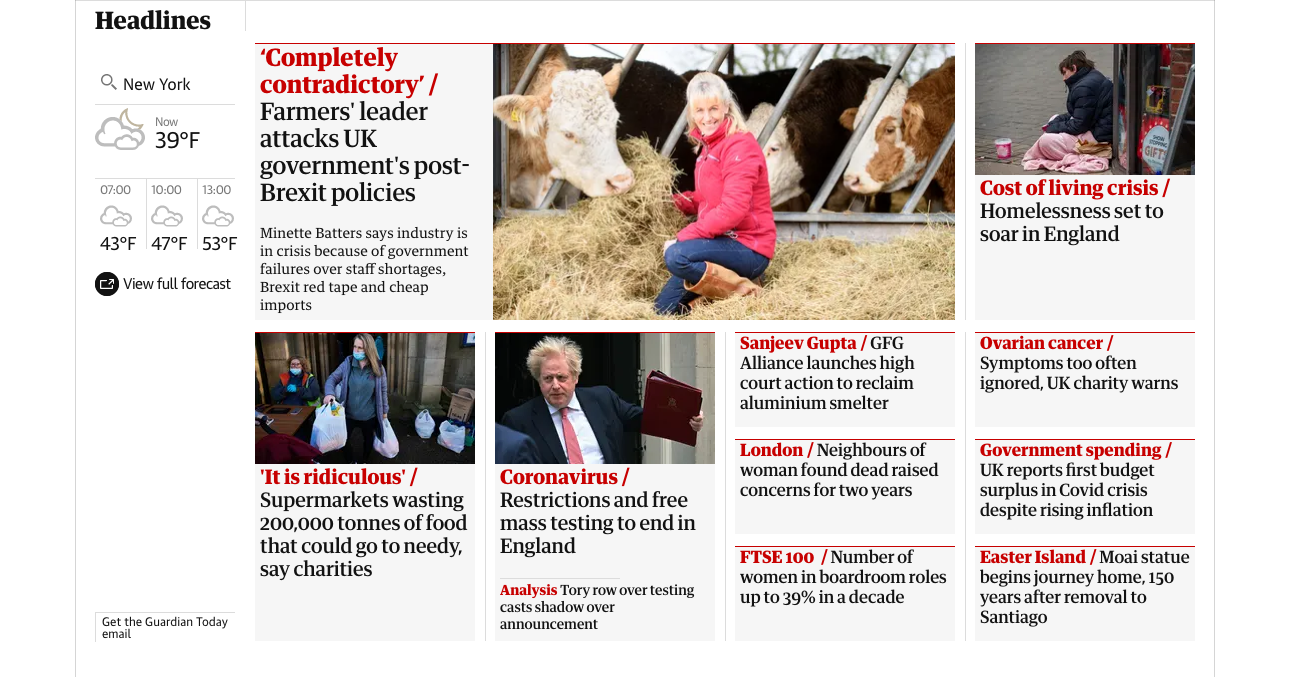 Headlines
New York
Now
39°F
07:00
10:00
13:00
43°F
47°F
53°F
View full forecast
Get the Guardian Today
email
‘Completely
contradictory’ /
Farmers' leader
attacks UK
government's post-
Brexit policies
Minette Batters says industry is
in crisis because of government
failures over staff shortages,
Brexit red tape and cheap
imports
Cost of living crisis /
Homelessness set to
soar in England
'It is ridiculous' /
Supermarkets wasting
200,000 tonnes of food
that could go to needy,
say charities
Coronavirus /
Restrictions and free
mass testing to end in
England
Analysis Tory row over testing
casts shadow over
announcement
Sanjeev Gupta / GFG
Alliance launches high
court action to reclaim
aluminium smelter
London / Neighbours of
woman found dead raised
concerns for two years
FTSE 100 / Number of
women in boardroom roles
up to 39% in a decade
Ovarian cancer /
Symptoms too often
ignored, UK charity warns
Government spending /
UK reports first budget
surplus in Covid crisis
despite rising inflation
Easter Island / Moai statue
begins journey home, 150
years after removal to
Santiago